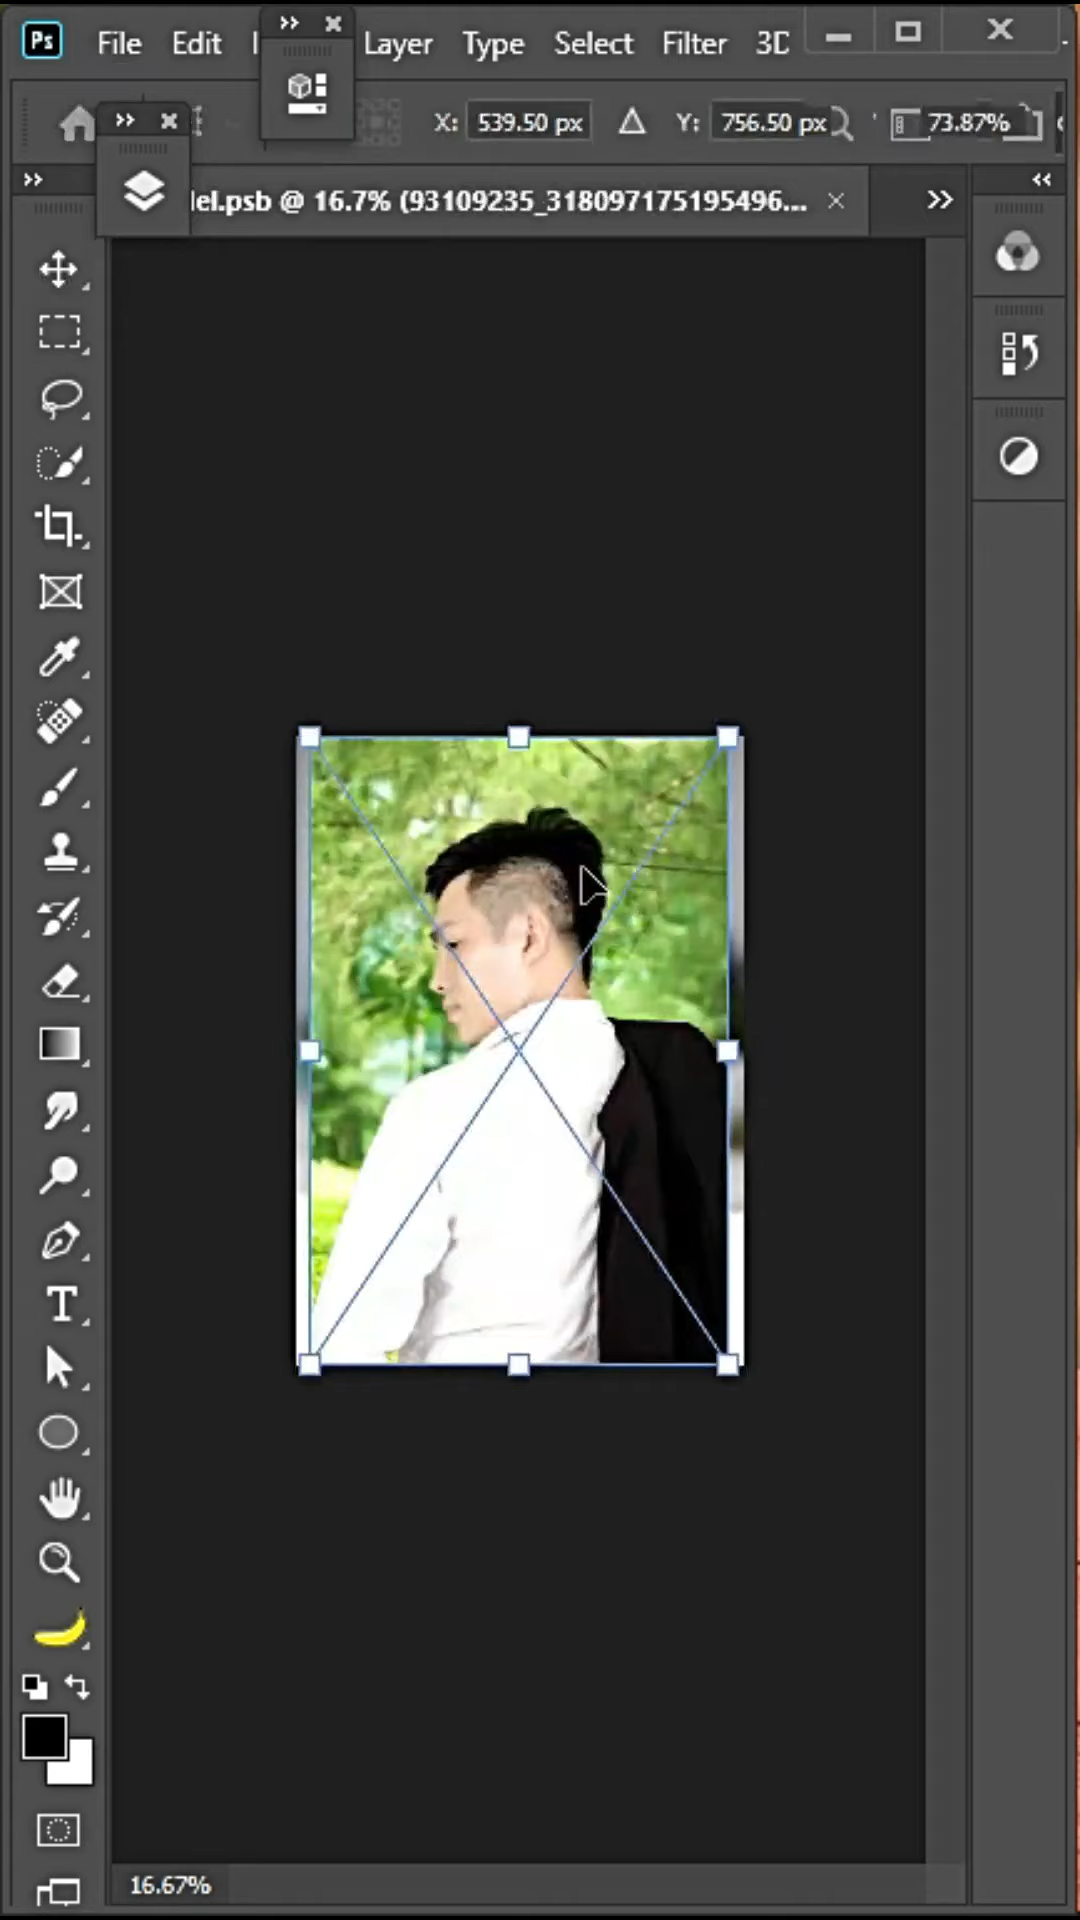 Ps File Edit Layer Type Select Filter 3D
X: 539.50 px Y: 756.50 px 73.87%
lel.psb @ 16.7% (93109235_318097175195496...
T
16.67%